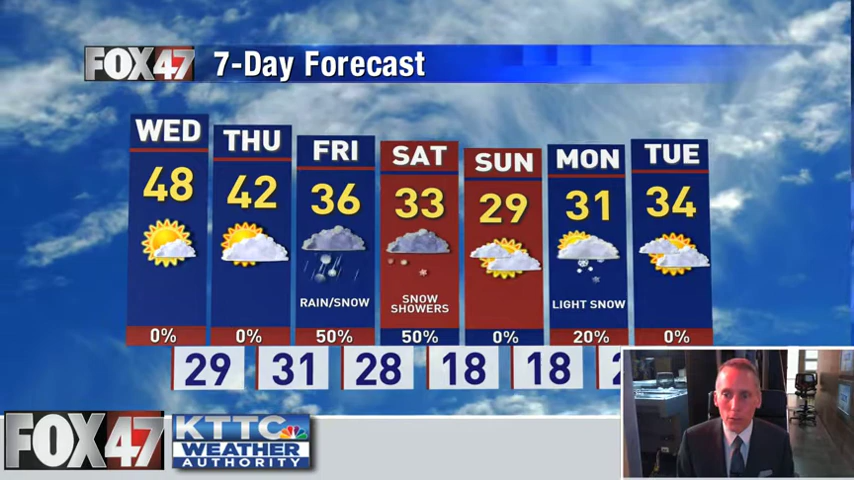 FOX47 7-Day Forecast
WED THU FRI SAT SUN MON TUE
48 42 36 33 29 31 34
RAIN/SNOW SNOW SHOWERS LIGHT SNOW
0% 0% 50% 50% 0% 20% 0%
29 31 28 18 18
FOX47 KTTC
WEATHER
AUTHORITY